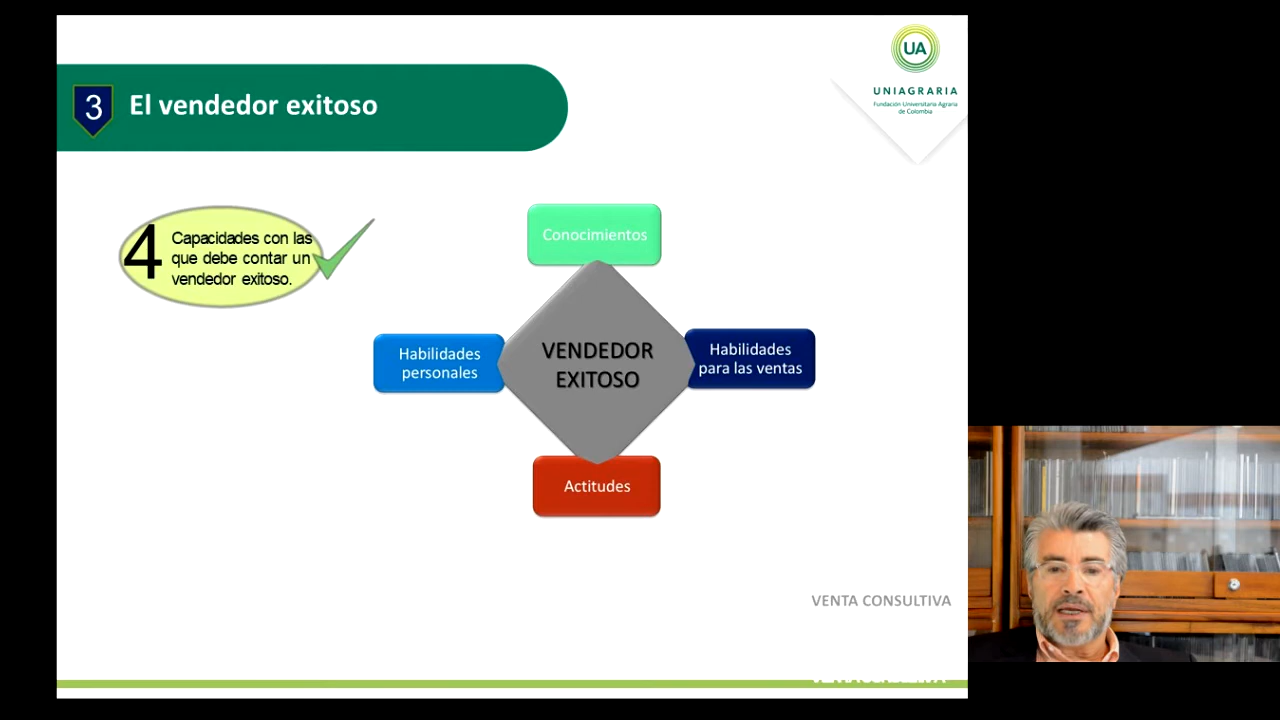 3
El vendedor exitoso
UA
UNIAGRARIA
Fundación Universitaria Agraria
de Colombia
4
Capacidades con las
que debe contar un
vendedor exitoso.
Conocimientos
Habilidades
personales
VENDEDOR
EXITOSO
Habilidades
para las ventas
Actitudes
VENTA CONSULTIVA